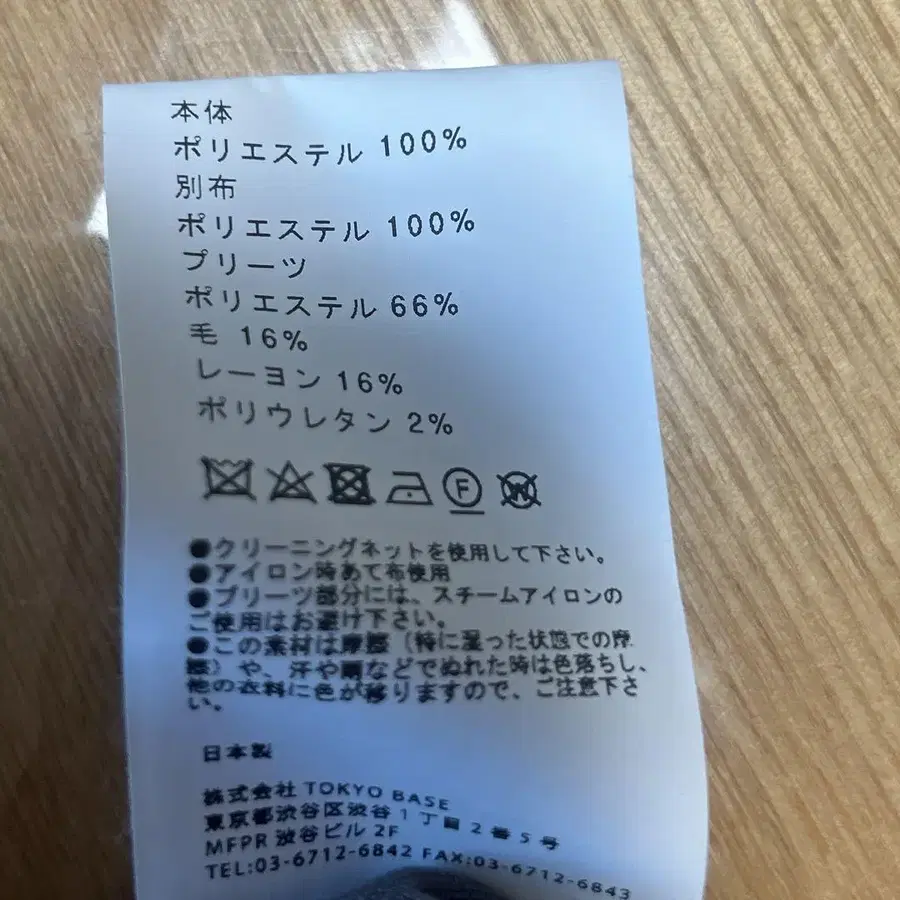 本体
ポリエステル 100%
別布
ポリエステル 100%
プリーツ
ポリエステル 66%
毛 16%
レーヨン 16%
ポリウレタン 2%
F W
●クリーニングネットを使用して下さい。
●アイロン時あて布使用
●プリーツ部分には、スチームアイロンの
ご使用はお避け下さい。
●この素材は摩擦（特に湿った状態での摩
擦）や、汗や雨などでぬれた時は色落ちし、
他の衣料に色が移りますので、ご注意下さ
い。
日本製
株式会社 TOKYO BASE
東京都渋谷区渋谷1丁目2番5号
MFPR 渋谷ビル 2F
TEL:03-6712-6842 FAX:03-6712-6843